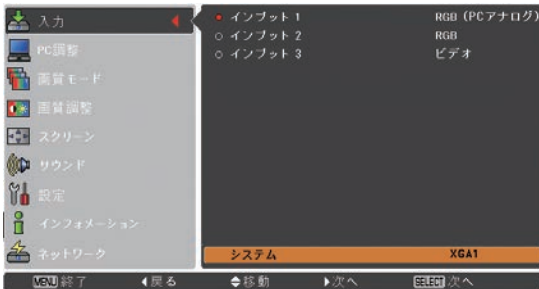 入力
PC調整
画質モード
画質調整
スクリーン
サウンド
設定
インフォメーション
ネットワーク
インプット 1 RGB (PCアナログ)
インプット 2 RGB
インプット 3 ビデオ
システム XGA1
MENU 終了 戻る 移動 次へ SELECT 次へ